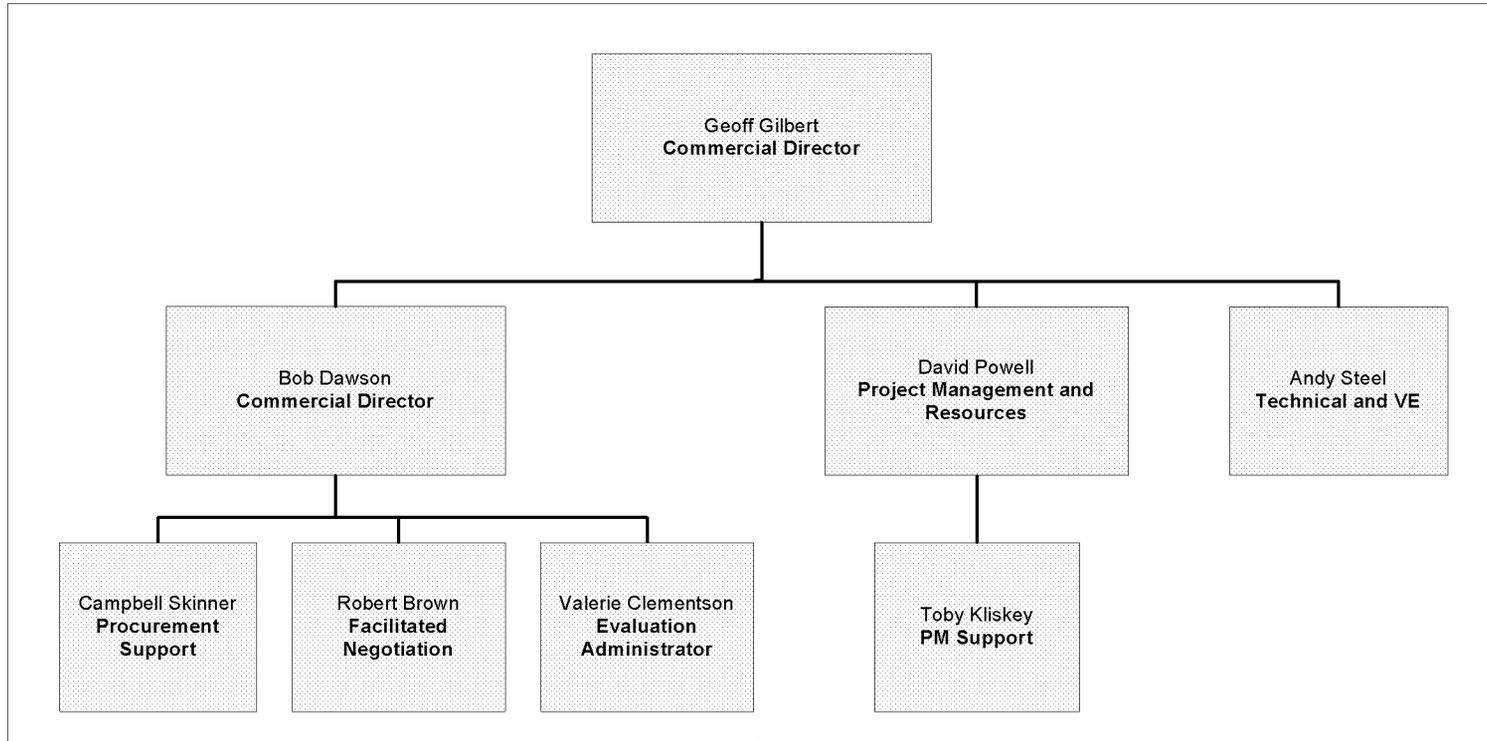 Geoff Gilbert
Commercial Director
Bob Dawson
Commercial Director
David Powell
Project Management and
Resources
Andy Steel
Technical and VE
Campbell Skinner
Procurement
Support
Robert Brown
Facilitated
Negotiation
Valerie Clementson
Evaluation
Administrator
Toby Kliskey
PM Support